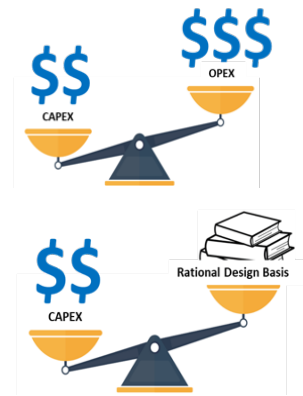 $$$
$$
OPEX
CAPEX
$$
Rational Design Basis
CAPEX